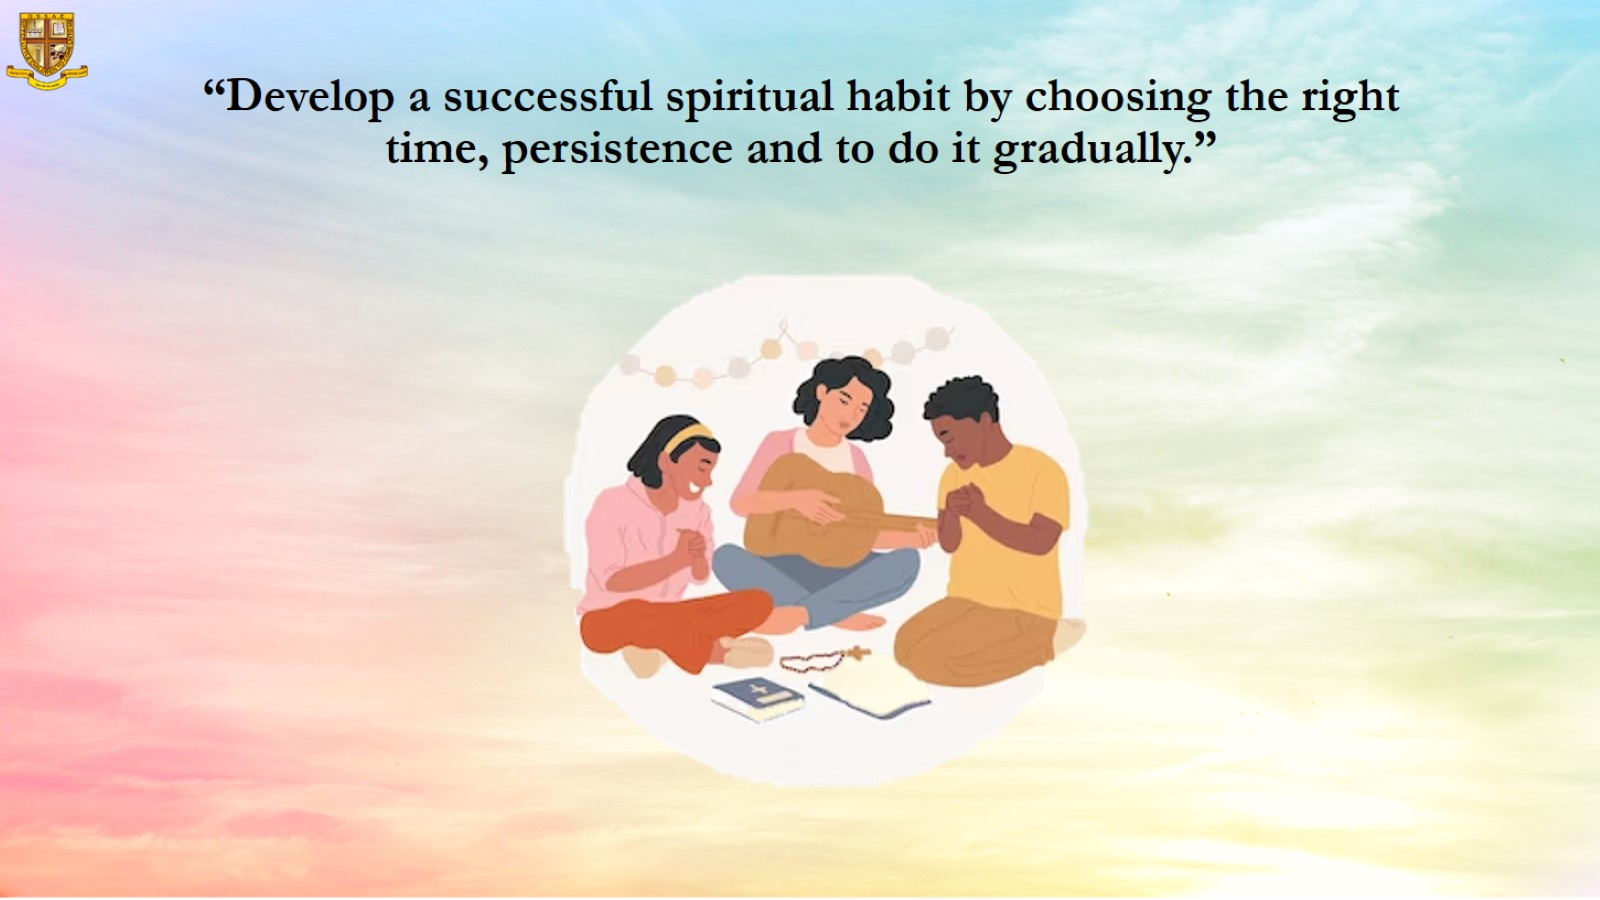 “Develop a successful spiritual habit by choosing the right
time, persistence and to do it gradually.”